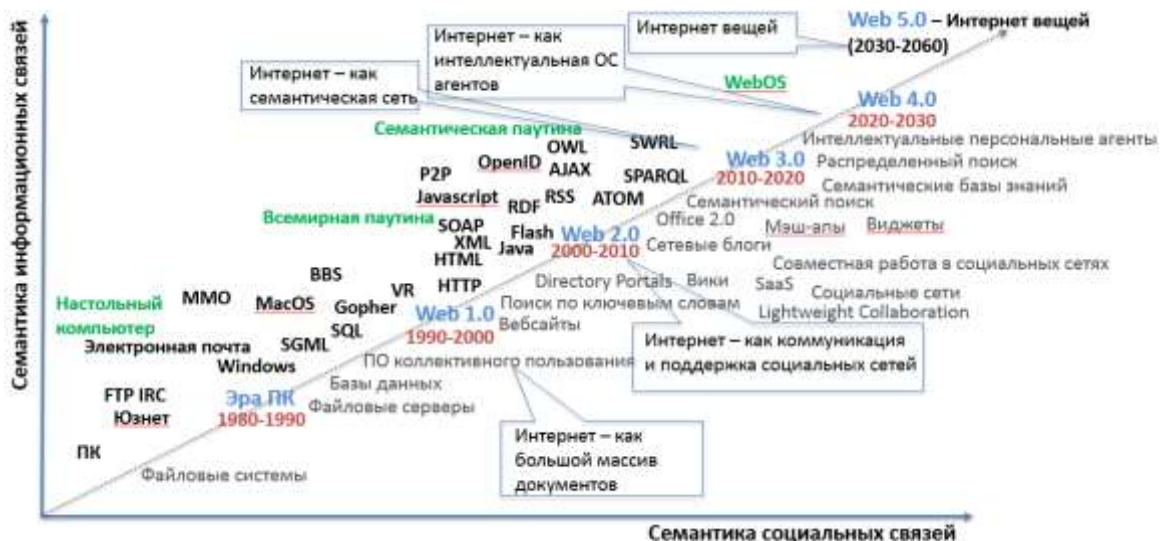 Семантика информационных связей
Web 5.0 – Интернет вещей
(2030-2060)
Интернет вещей
Интернет – как
интеллектуальная ОС
агентов
Интернет – как
семантическая сеть
WebOS
Web 4.0
2020-2030
Семантическая паутина
OWL
SWRL
Интеллектуальные персональные агенты
OpenID
AJAX
Web 3.0
Распределенный поиск
P2P
SPARQL
2010-2020
Семантические базы знаний
Javascript
RSS
ATOM
Семантический поиск
RDF
Всемирная паутина
SOAP
Flash
Office 2.0
Мэш-апы
Виджеты
XML
Java
Web 2.0
2000-2010
Сетевые блоги
HTML
Совместная работа в социальных сетях
BBS
HTTP
Directory Portals
Вики
SaaS
Социальные сети
Настольный
компьютер
MMO
MacOS
VR
Gopher
Поиск по ключевым словам
Lightweight Collaboration
Web 1.0
1990-2000
Вебсайты
SQL
Электронная почта
SGML
Интернет – как коммуникация
и поддержка социальных сетей
Windows
ПО коллективного пользования
Базы данных
FTP IRC
Эра ПК
1980-1990
Файловые серверы
Юзнет
Интернет – как
большой массив
документов
ПК
Файловые системы
Семантика социальных связей